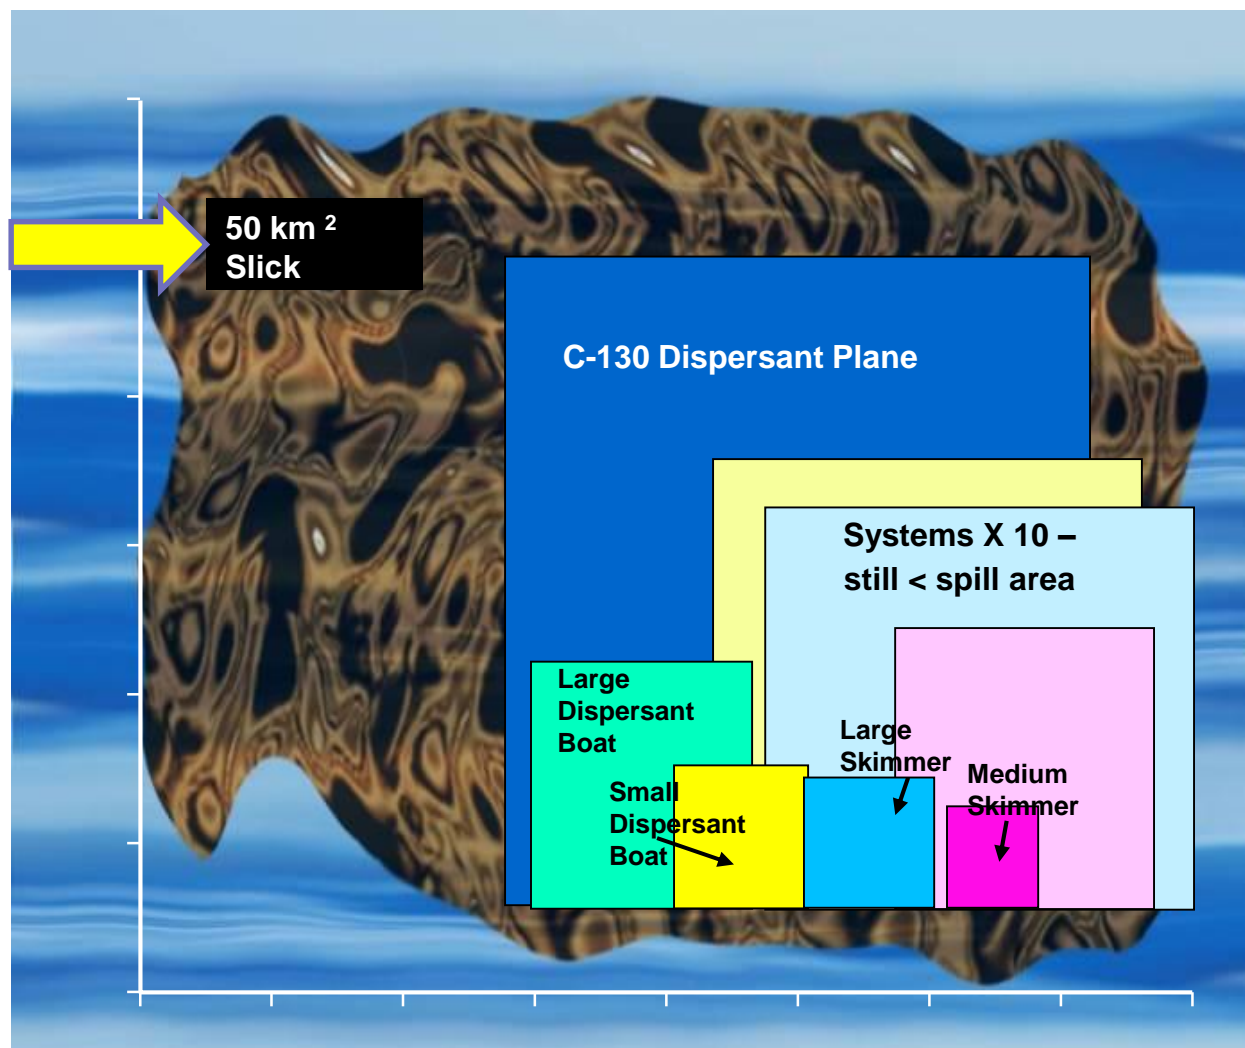 50 km ²
Slick
C-130 Dispersant Plane
Systems X 10 –
still < spill area
Large
Dispersant
Boat
Large
Skimmer
Medium
Skimmer
Small
Dispersant
Boat